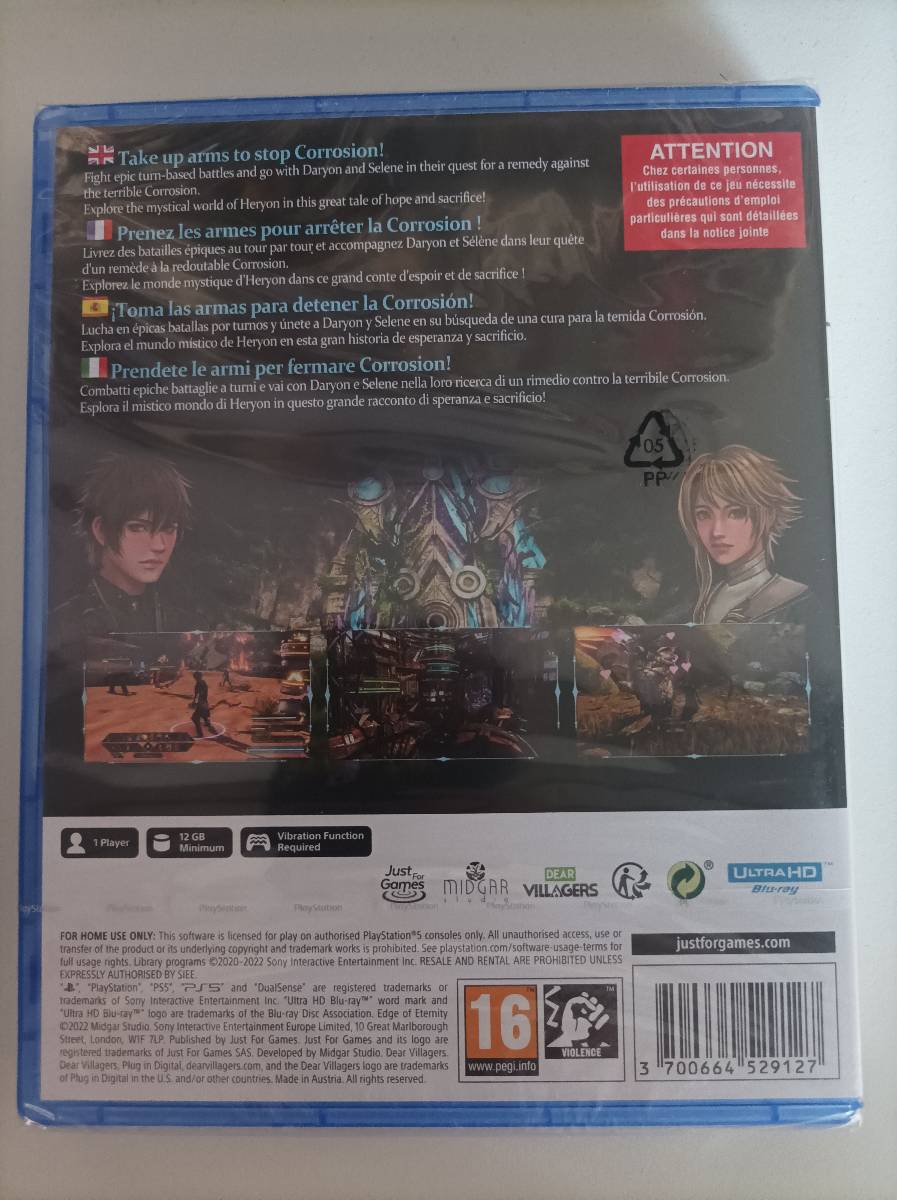 Take up arms to stop Corrosion!
Fight epic turn-based battles and go with Daryon and Selene in their quest for a remedy against
the terrible Corrosion.
Explore the mystical world of Heryon in this great tale of hope and sacrifice!
Prenez les armes pour arrêter la Corrosion !
Livrez des batailles épiques au tour par tour et accompagnez Daryon et Sélène dans leur quête
d'un remède à la redoutable Corrosion.
Explorez le monde mystique d'Heryon dans ce grand conte d'espoir et de sacrifice !
¡Toma las armas para detener la Corrosión!
Lucha en épicas batallas por turnos y únete a Daryon y Selene en su búsqueda de una cura para la temida Corrosión.
Explora el mundo místico de Heryon en esta gran historia de esperanza y sacrificio.
Prendete le armi per fermare Corrosion!
Combatti epiche battaglie a turni e vai con Daryon e Selene nella loro ricerca di un rimedio contro la terribile Corrosion.
Esplora il mistico mondo di Heryon in questo grande racconto di speranza e sacrificio!
ATTENTION
Chez certaines personnes,
l'utilisation de ce jeu nécessite
des précautions d'emploi
particulières qui sont détaillées
dans la notice jointe
05
PP
1 Player
12 GB
Minimum
Vibration Function
Required
Just
For
Games
MIDGAR
studio
DEAR
VILLAGERS
®
ULTRA HD
Blu-ray™
PlayStation PlayStation PlayStation PlayStation PlayStation
FOR HOME USE ONLY: This software is licensed for play on authorised PlayStation®5 consoles only. All unauthorised access, use or
transfer of the product or its underlying copyright and trademark works is prohibited. See playstation.com/software-usage-terms for
full usage rights. Library programs ©2020-2022 Sony Interactive Entertainment Inc. RESALE AND RENTAL ARE PROHIBITED UNLESS
EXPRESSLY AUTHORISED BY SIEE.
"PlayStation", "PS5", "PS5" and "DualSense" are registered trademarks or
trademarks of Sony Interactive Entertainment Inc. "Ultra HD Blu-ray™" word mark and
"Ultra HD Blu-ray™" logo are trademarks of the Blu-ray Disc Association. Edge of Eternity
©2022 Midgar Studio. Sony Interactive Entertainment Europe Limited, 10 Great Marlborough
Street, London, W1F 7LP. Published by Just For Games. Just For Games and its logo are
registered trademarks of Just For Games SAS. Developed by Midgar Studio. Dear Villagers.
Dear Villagers, Plug in Digital, dearvillagers.com, and the Dear Villagers logo are trademarks
of Plug in Digital in the U.S. and/or other countries. Made in Austria. All rights reserved.
justforgames.com
16
www.pegi.info
VIOLENCE
™
3 700664 529127